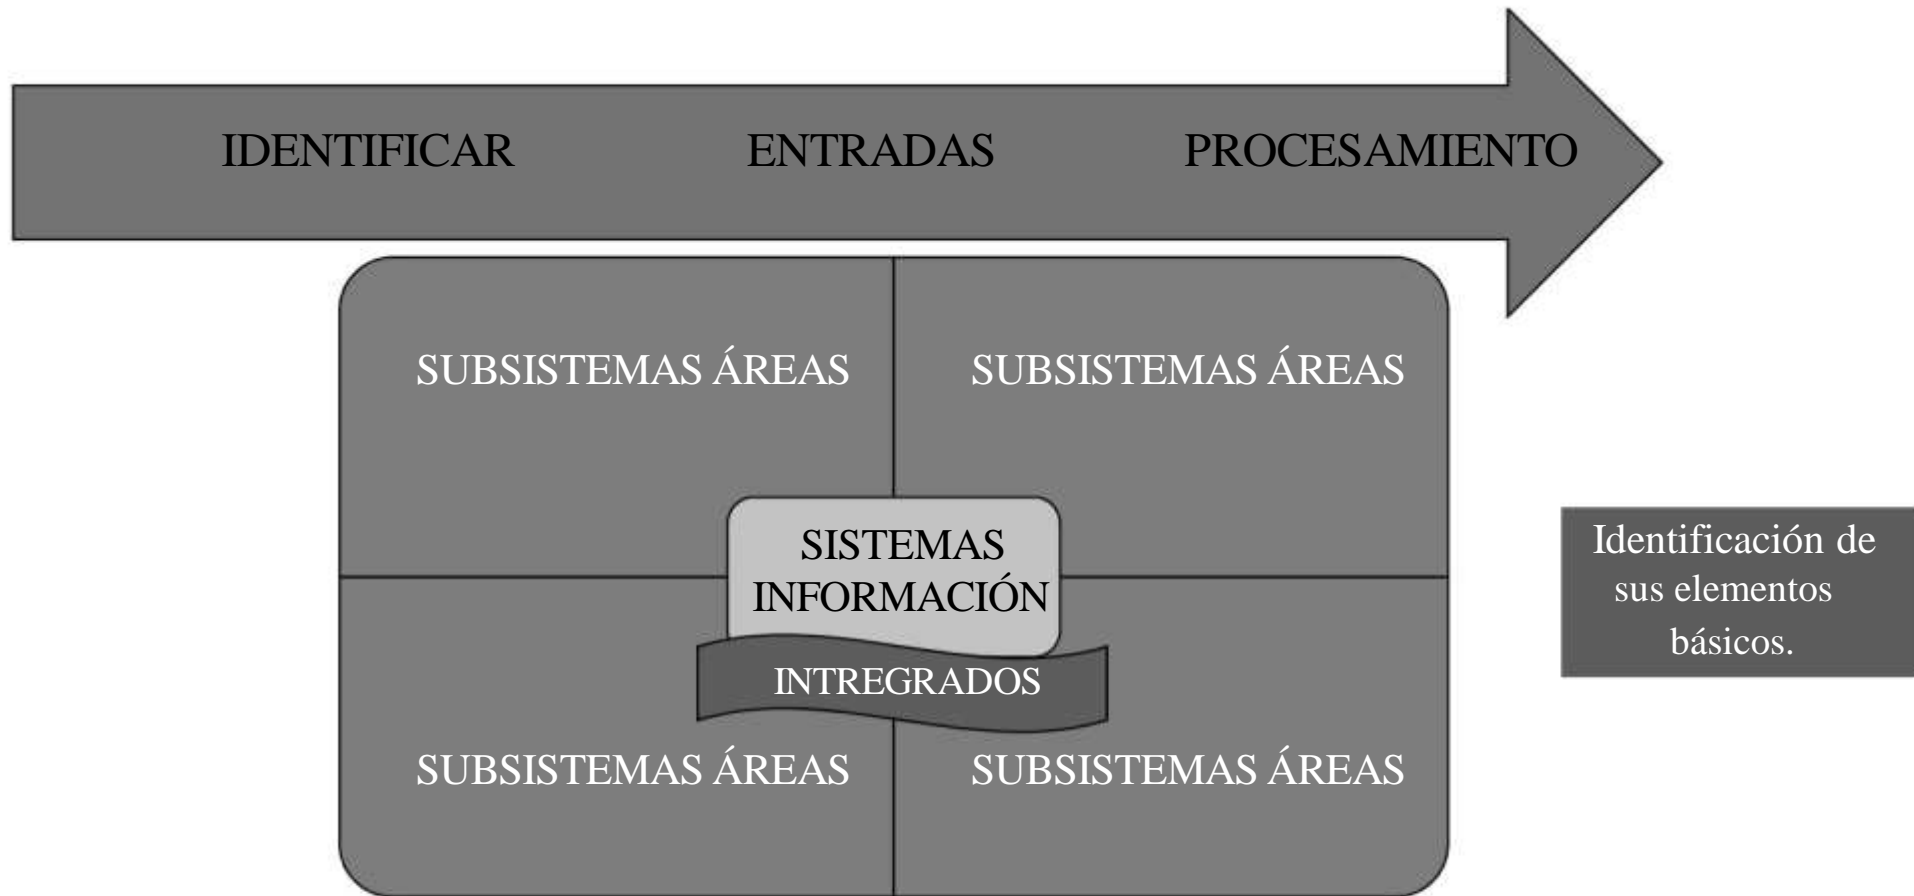 IDENTIFICAR ENTRADAS PROCESAMIENTO
SUBSISTEMAS ÁREAS
SUBSISTEMAS ÁREAS
SISTEMAS
INFORMACIÓN
INTREGRADOS
SUBSISTEMAS ÁREAS
SUBSISTEMAS ÁREAS
Identificación de
sus elementos
básicos.